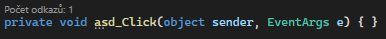 Počet odkazů: 1
private void asd_Click(object sender, EventArgs e) { }